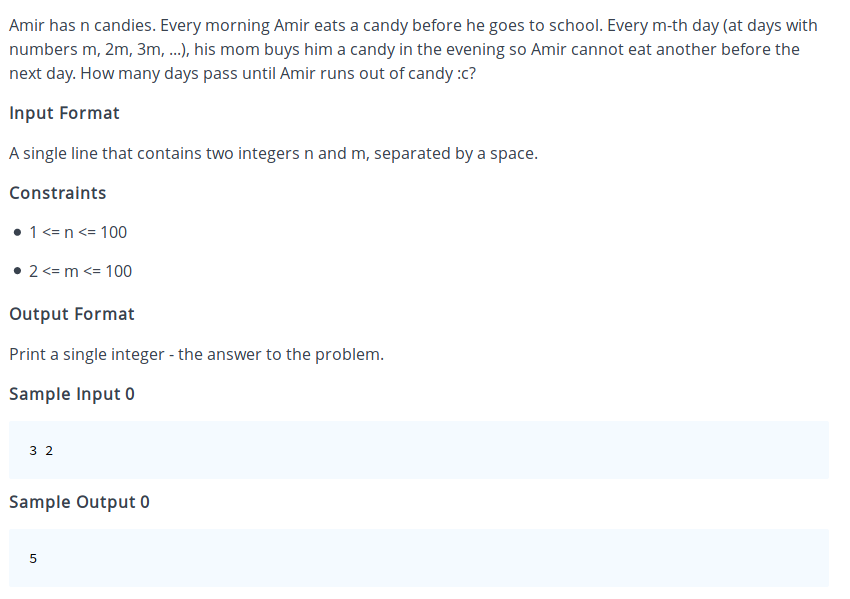 Amir has n candies. Every morning Amir eats a candy before he goes to school. Every m-th day (at days with
numbers m, 2m, 3m, ...), his mom buys him a candy in the evening so Amir cannot eat another before the
next day. How many days pass until Amir runs out of candy :c?
Input Format
A single line that contains two integers n and m, separated by a space.
Constraints
• 1 <= n <= 100
• 2 <= m <= 100
Output Format
Print a single integer - the answer to the problem.
Sample Input 0
3 2
Sample Output 0
5